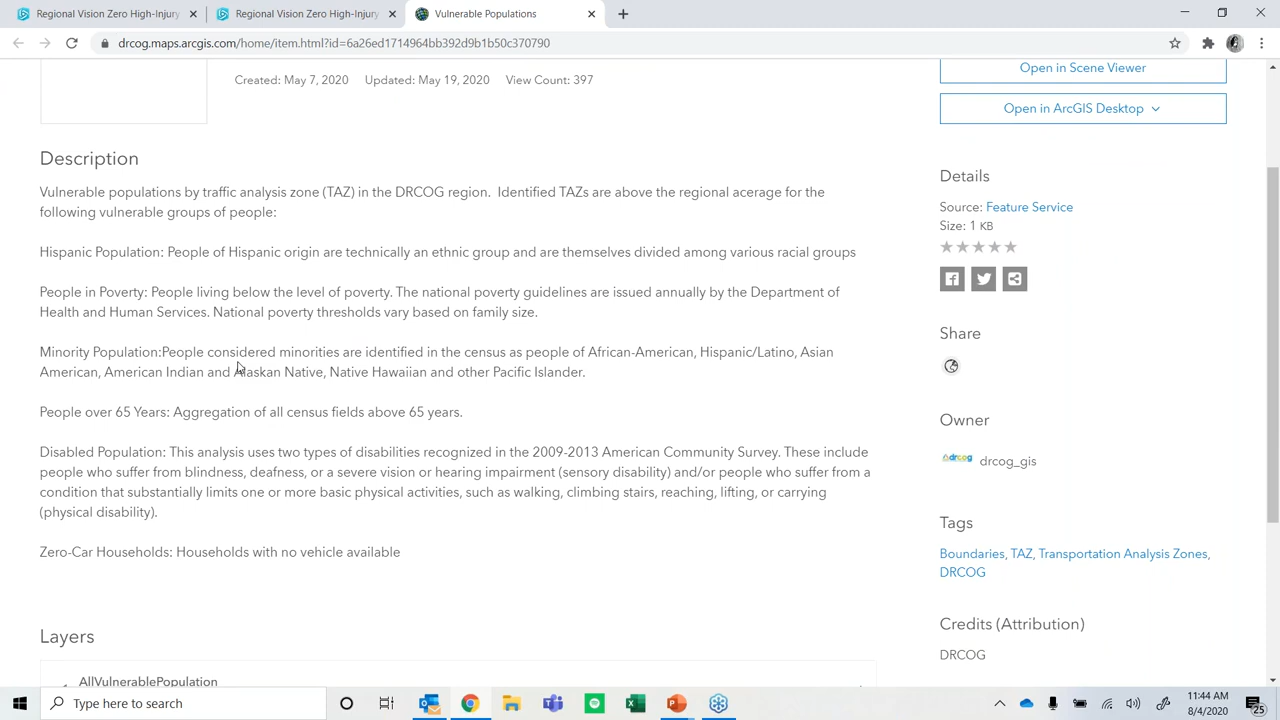 Regional Vision Zero High-Injury
Regional Vision Zero High-Injury
Vulnerable Populations
drcog.maps.arcgis.com/home/item.html?id=6a26ed1714964bb392d9b1b50c370790
Created: May 7, 2020 Updated: May 19, 2020 View Count: 397
Description
Vulnerable populations by traffic analysis zone (TAZ) in the DRCOG region. Identified TAZs are above the regional acerage for the
following vulnerable groups of people:
Hispanic Population: People of Hispanic origin are technically an ethnic group and are themselves divided among various racial groups
People in Poverty: People living below the level of poverty. The national poverty guidelines are issued annually by the Department of
Health and Human Services. National poverty thresholds vary based on family size.
Minority Population:People considered minorities are identified in the census as people of African-American, Hispanic/Latino, Asian
American, American Indian and Alaskan Native, Native Hawaiian and other Pacific Islander.
People over 65 Years: Aggregation of all census fields above 65 years.
Disabled Population: This analysis uses two types of disabilities recognized in the 2009-2013 American Community Survey. These include
people who suffer from blindness, deafness, or a severe vision or hearing impairment (sensory disability) and/or people who suffer from a
condition that substantially limits one or more basic physical activities, such as walking, climbing stairs, reaching, lifting, or carrying
(physical disability).
Zero-Car Households: Households with no vehicle available
Layers
AllVulnerablePopulation
Open in Scene Viewer
Open in ArcGIS Desktop
Details
Source: Feature Service
Size: 1 KB
Share
Owner
drcog drcog_gis
Tags
Boundaries, TAZ, Transportation Analysis Zones,
DRCOG
Credits (Attribution)
DRCOG
Type here to search
11:44 AM
8/4/2020
25